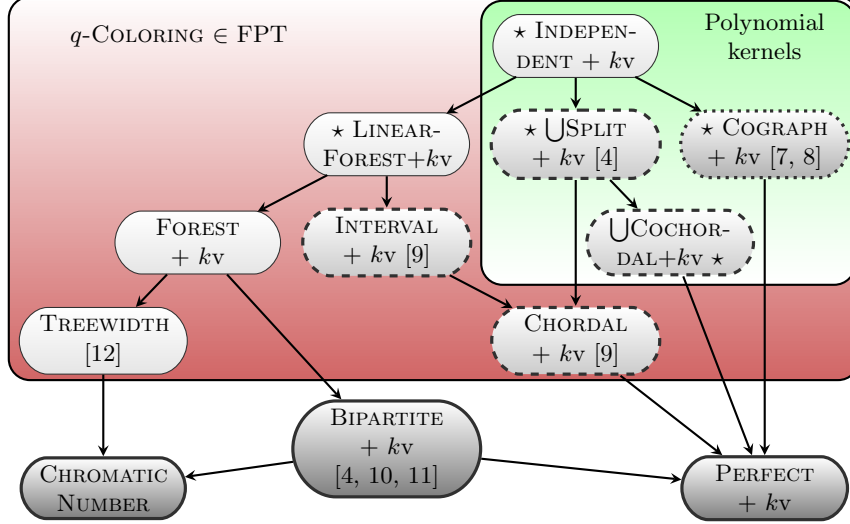 q-COLORING ∈ FPT
⋆ INDEPEN-
DENT + kv
Polynomial
kernels
⋆ LINEAR-
FOREST+kv
⋆ ⋃SPLIT
+ kv [4]
⋆ COGRAPH
+ kv [7, 8]
FOREST
+ kv
INTERVAL
+ kv [9]
⋃COCHOR-
DAL+kv ⋆
TREEWIDTH
[12]
CHORDAL
+ kv [9]
BIPARTITE
+ kv
[4, 10, 11]
CHROMATIC
NUMBER
PERFECT
+ kv